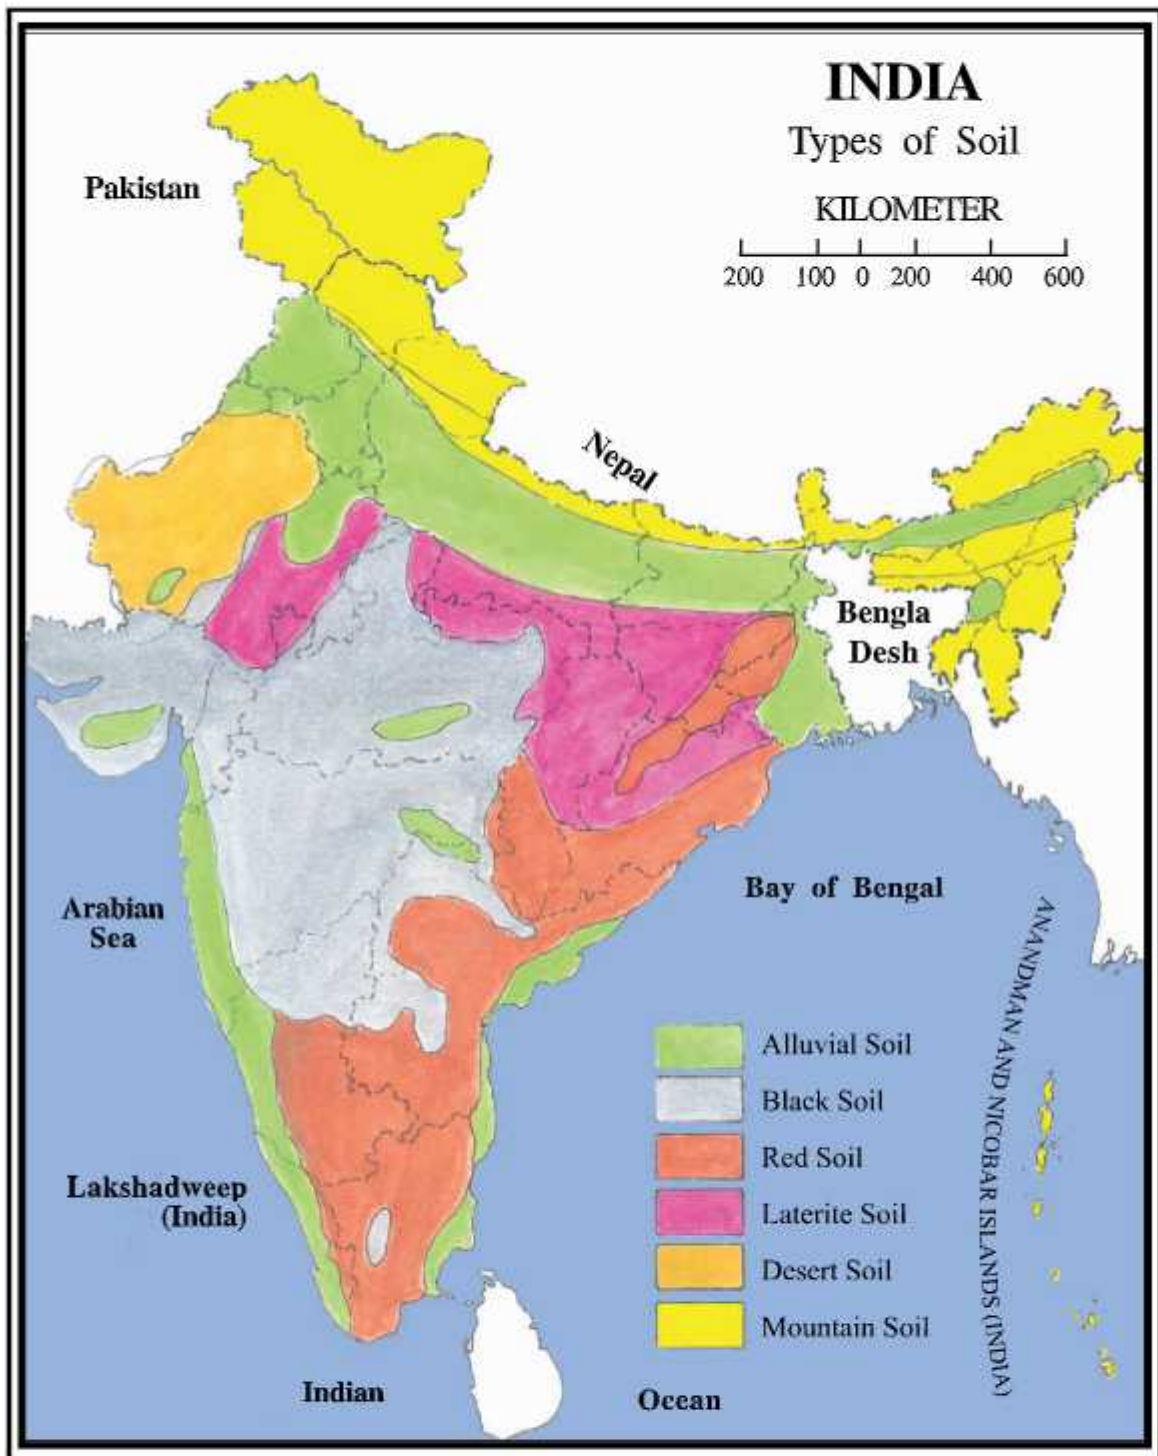 INDIA
Types of Soil
KILOMETER
200 100 0 200 400 600
Pakistan
Nepal
Bengla
Desh
Arabian
Sea
Bay of Bengal
ANANDMAN AND NICOBAR ISLANDS (INDIA)
Lakshadweep
(India)
Alluvial Soil
Black Soil
Red Soil
Laterite Soil
Desert Soil
Mountain Soil
Indian
Ocean